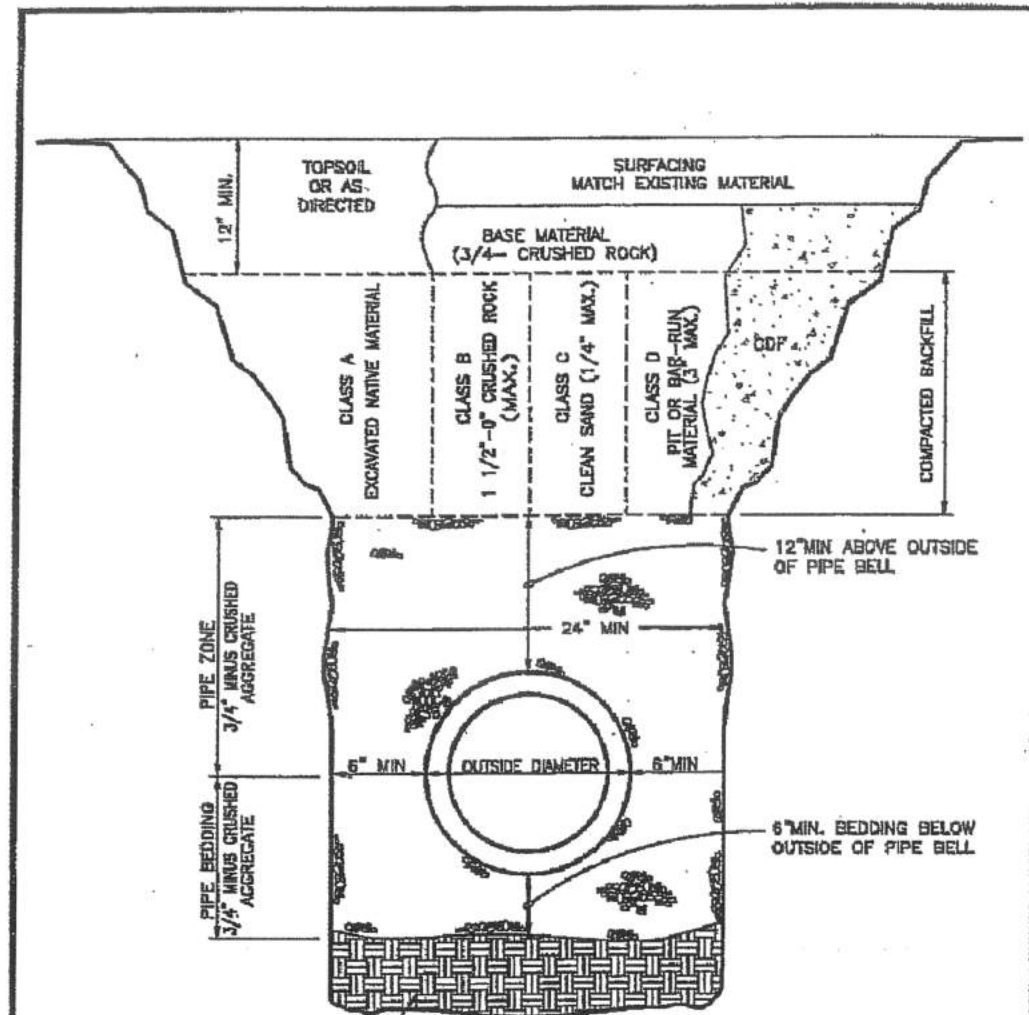 12" MIN.
TOPSOIL
OR AS
DIRECTED
SURFACING
MATCH EXISTING MATERIAL
BASE MATERIAL
(3/4– CRUSHED ROCK)
CLASS A
EXCAVATED NATIVE MATERIAL
CLASS B
1 1/2"-0" CRUSHED ROCK
(MAX.)
CLASS C
CLEAN SAND (1/4" MAX.)
CLASS D
PIT OR BAR-RUN
MATERIAL (3" MAX.)
CDF
COMPACTED BACKFILL
12"MIN ABOVE OUTSIDE
OF PIPE BELL
24" MIN
PIPE ZONE
3/4" MINUS CRUSHED
AGGREGATE
6" MIN
OUTSIDE DIAMETER
6"MIN
PIPE BEDDING
3/4" MINUS CRUSHED
AGGREGATE
6"MIN. BEDDING BELOW
OUTSIDE OF PIPE BELL